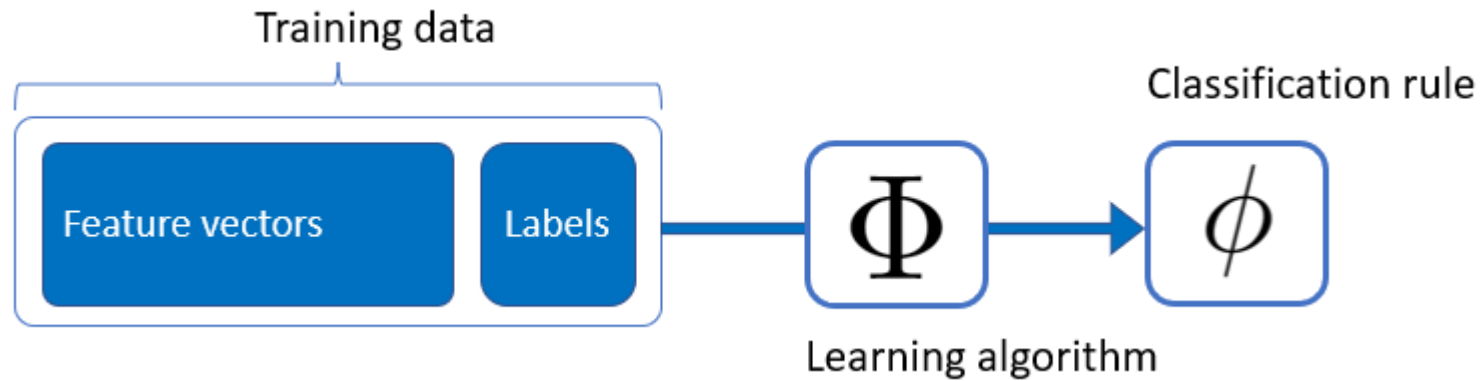 Training data
Classification rule
Feature vectors
Labels
Φ
ϕ
Learning algorithm